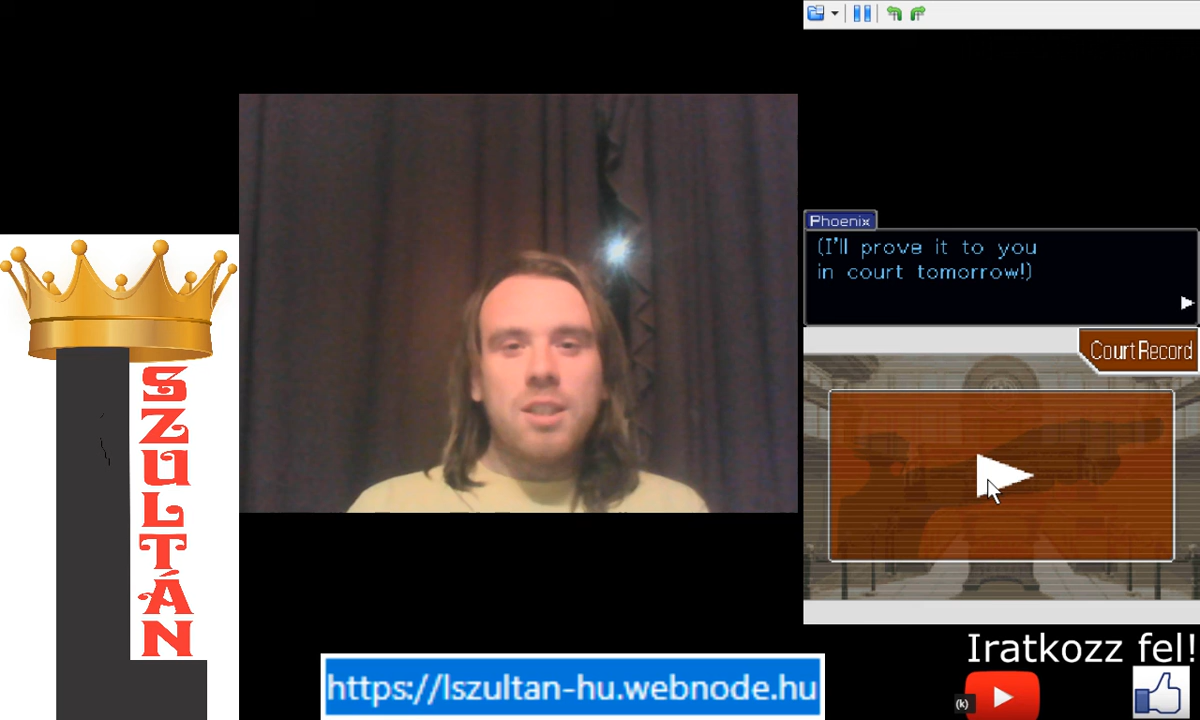 Phoenix
(I'll prove it to you
in court tomorrow!)
Court Record
L
SZULTÁN
https://lszultan-hu.webnode.hu
Iratkozz fel!
(k)